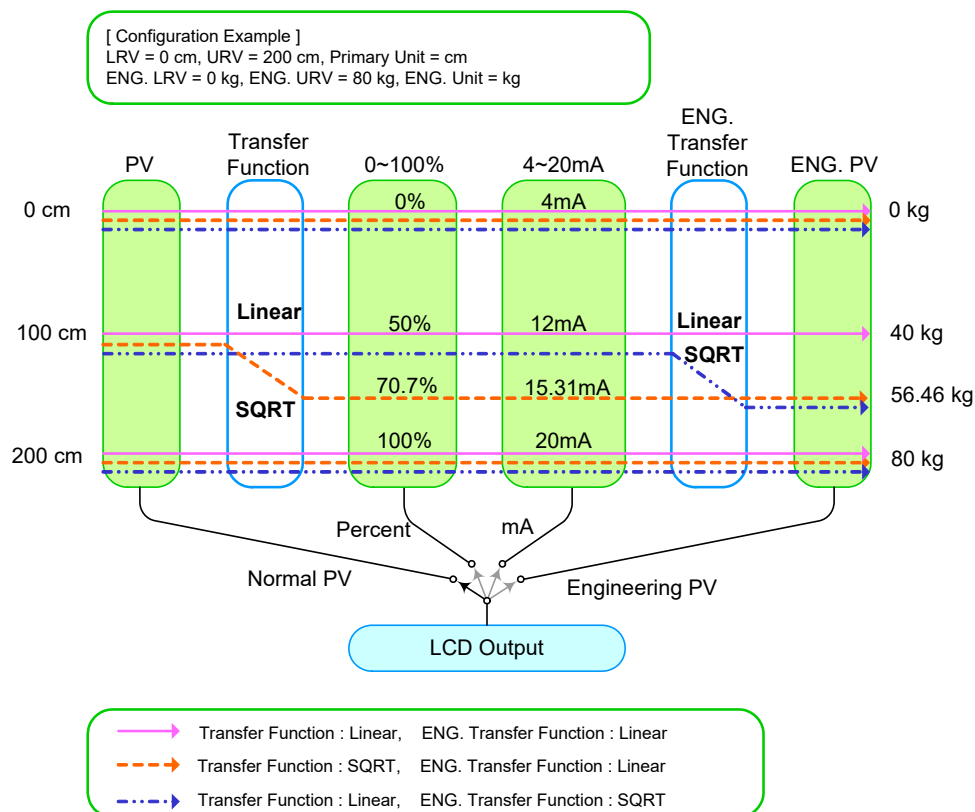 [ Configuration Example ]
LRV = 0 cm, URV = 200 cm, Primary Unit = cm
ENG. LRV = 0 kg, ENG. URV = 80 kg, ENG. Unit = kg
PV
Transfer
Function
0~100%
4~20mA
ENG.
Transfer
Function
ENG. PV
0 cm
0%
4mA
0 kg
Linear
100 cm
50%
12mA
Linear
40 kg
SQRT
70.7%
15.31mA
56.46 kg
SQRT
200 cm
100%
20mA
80 kg
Percent
mA
Normal PV
Engineering PV
LCD Output
Transfer Function : Linear, ENG. Transfer Function : Linear
Transfer Function : SQRT, ENG. Transfer Function : Linear
Transfer Function : Linear, ENG. Transfer Function : SQRT